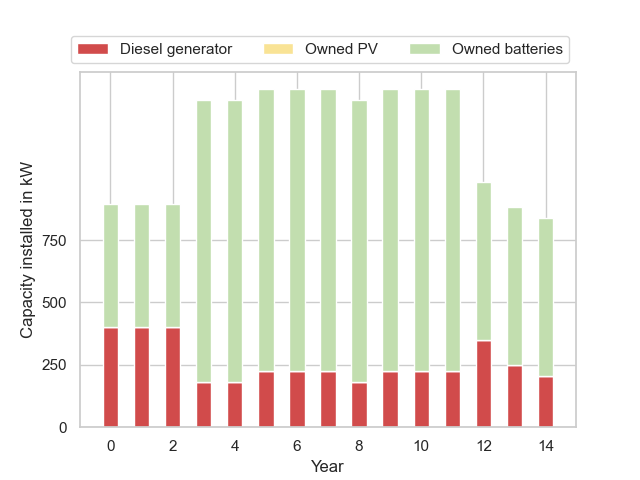 Diesel generator Owned PV Owned batteries
Capacity installed in kW
750
500
250
0
0 2 4 6 8 10 12 14
Year